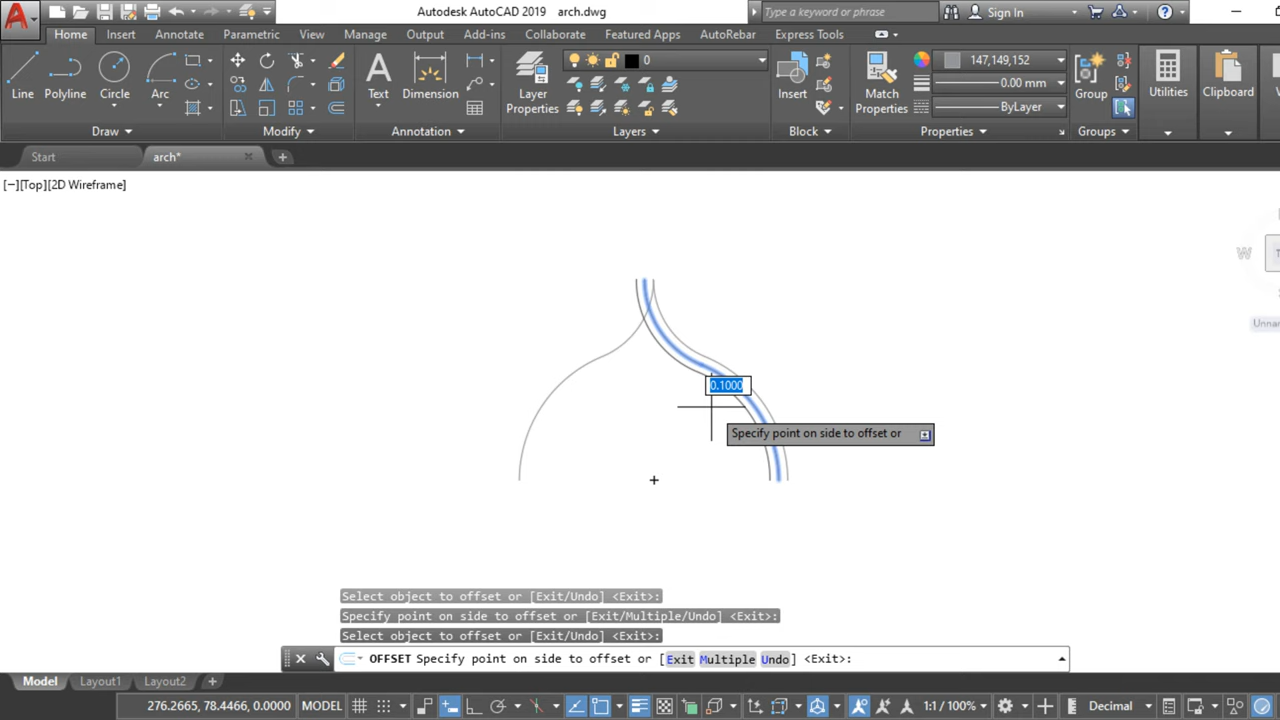 Autodesk AutoCAD 2019 arch.dwg
Type a keyword or phrase
Sign In
Home Insert Annotate Parametric View Manage Output Add-ins Collaborate Featured Apps AutoRebar Express Tools
0
147,149,152
0.00 mm
ByLayer
Line Polyline Circle Arc
Text Dimension
Layer
Properties
Insert
Match
Properties
Group
Utilities
Clipboard
Draw
Modify
Annotation
Layers
Block
Properties
Groups
Start
arch*
[−][Top][2D Wireframe]
W
0.1000
Specify point on side to offset or
Select object to offset or [Exit/Undo] <Exit>:
Specify point on side to offset or [Exit/Multiple/Undo] <Exit>:
Select object to offset or [Exit/Undo] <Exit>:
OFFSET Specify point on side to offset or [Exit Multiple Undo] <Exit>:
Model Layout1 Layout2
276.2665, 78.4466, 0.0000 MODEL
1:1 / 100%
Decimal